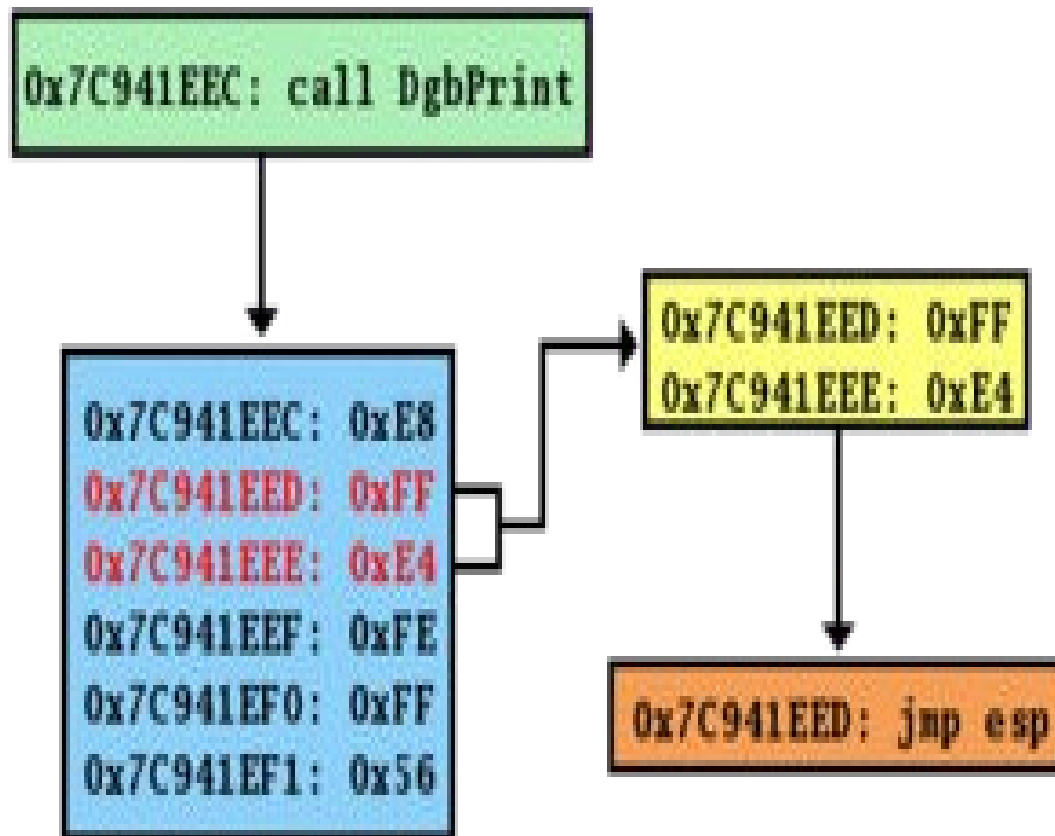 0x7C941EEC: call DgbPrint
0x7C941EEC: 0xE8
0x7C941EED: 0xFF
0x7C941EEE: 0xE4
0x7C941EEF: 0xFE
0x7C941EF0: 0xFF
0x7C941EF1: 0x56
0x7C941EED: 0xFF
0x7C941EEE: 0xE4
0x7C941EED: jmp esp